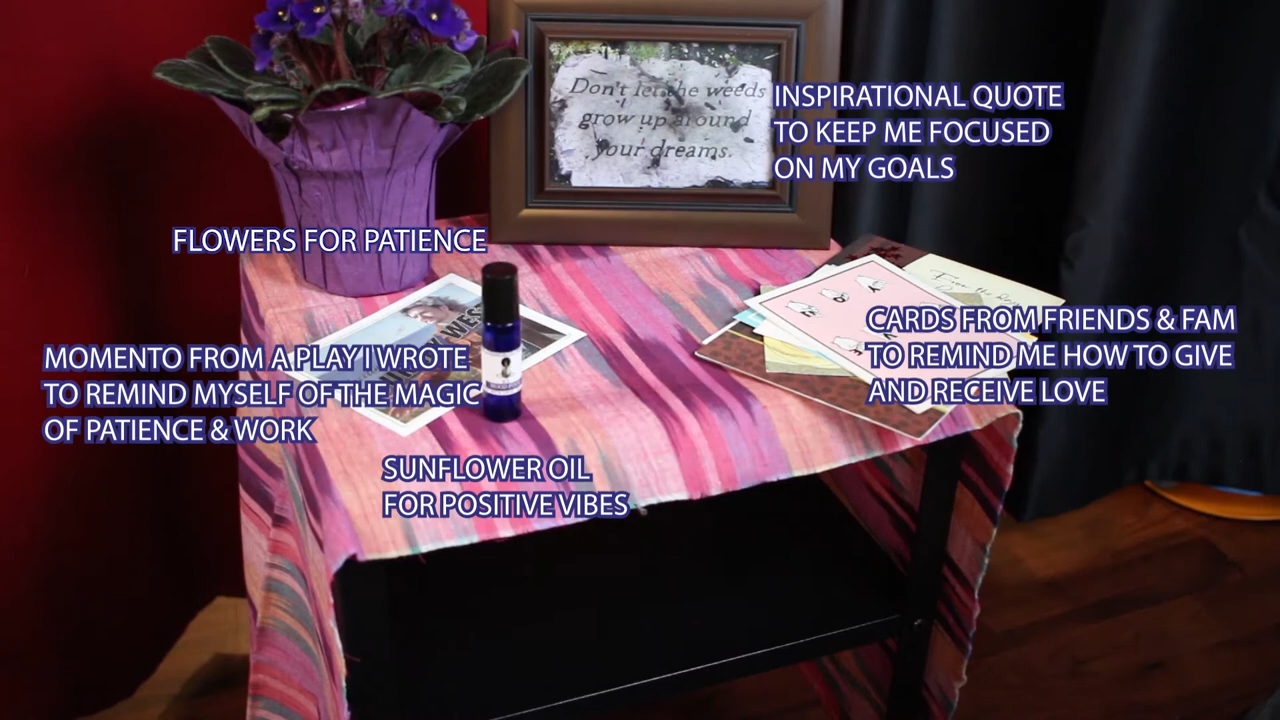 Don't let the weeds
grow up around
your dreams.
INSPIRATIONAL QUOTE
TO KEEP ME FOCUSED
ON MY GOALS
FLOWERS FOR PATIENCE
MOMENTO FROM A PLAY I WROTE
TO REMIND MYSELF OF THE MAGIC
OF PATIENCE & WORK
SUNFLOWER OIL
FOR POSITIVE VIBES
CARDS FROM FRIENDS & FAM
TO REMIND ME HOW TO GIVE
AND RECEIVE LOVE
From the